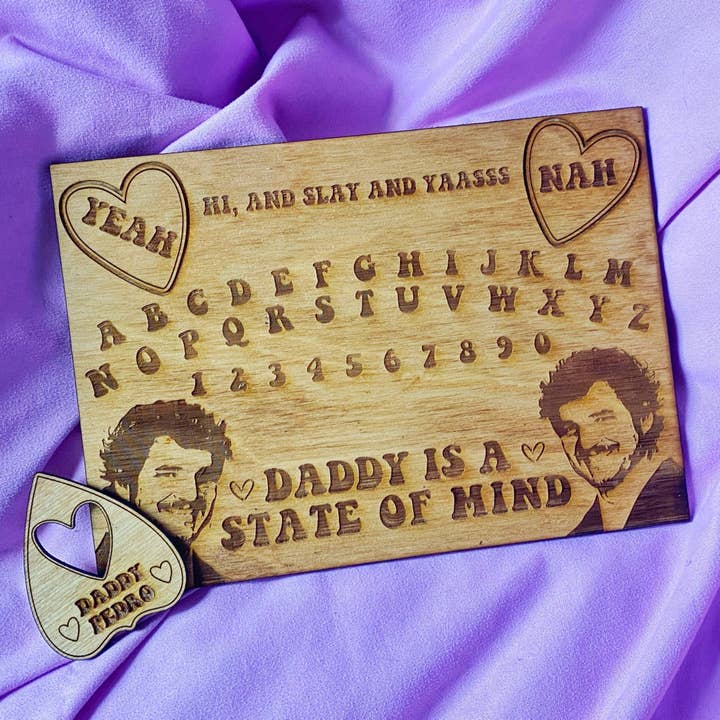 YEAH
HI, AND SLAY AND YAASSS
NAH
A B C D E F G H I J K L M
N O P Q R S T U V W X Y Z
1 2 3 4 5 6 7 8 9 0
DADDY IS A
STATE OF MIND
DADDY
PEDRO